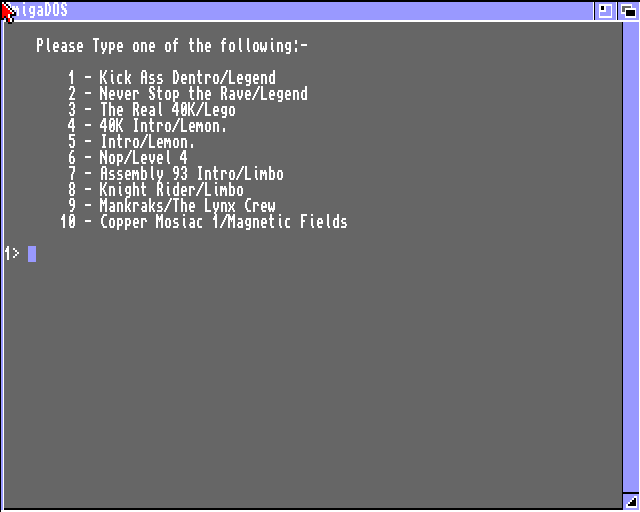 migaDOS
Please Type one of the following:-
1 - Kick Ass Dentro/Legend
2 - Never Stop the Rave/Legend
3 - The Real 40K/Lego
4 - 40K Intro/Lemon.
5 - Intro/Lemon.
6 - Nop/Level 4
7 - Assembly 93 Intro/Limbo
8 - Knight Rider/Limbo
9 - Mankraks/The Lynx Crew
10 - Copper Mosiac 1/Magnetic Fields
1>